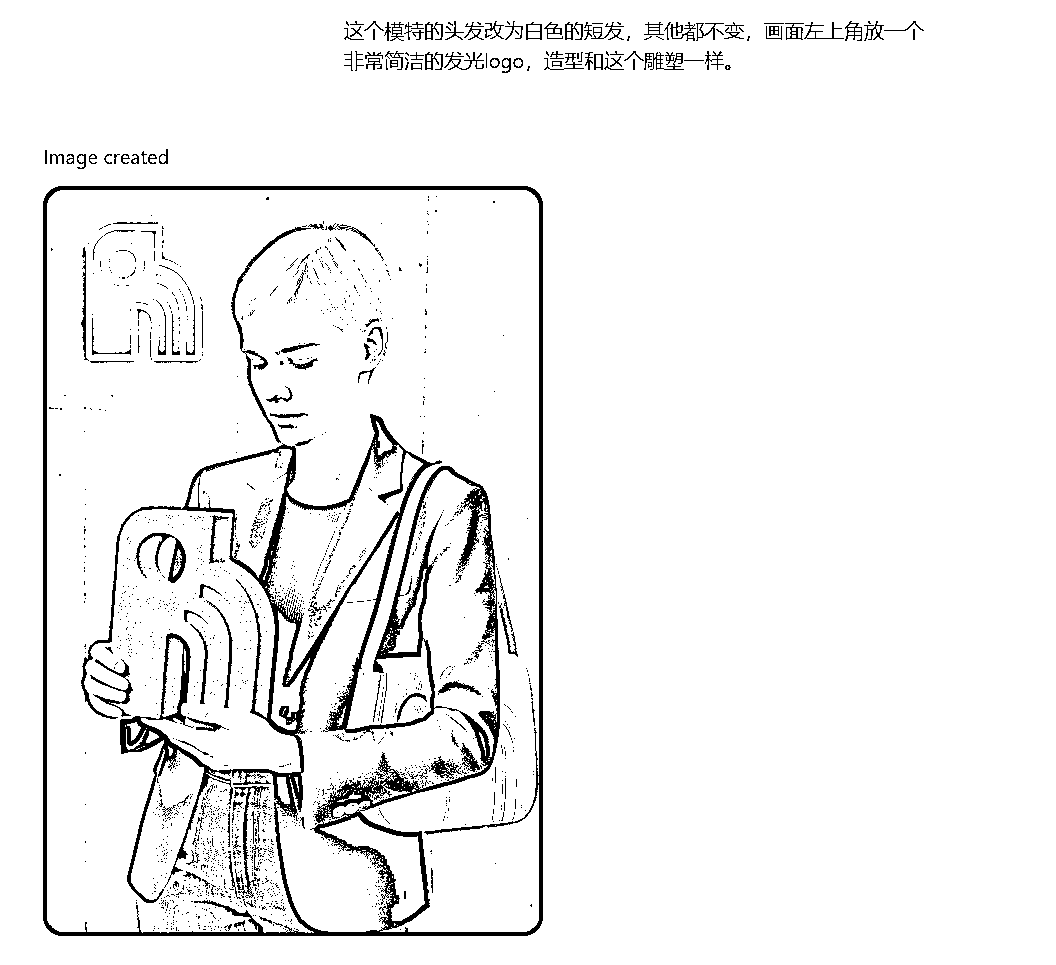 这个模特的头发改为白色的短发，其他都不变，画面左上角放一个
非常简洁的发光logo，造型和这个雕塑一样。
Image created